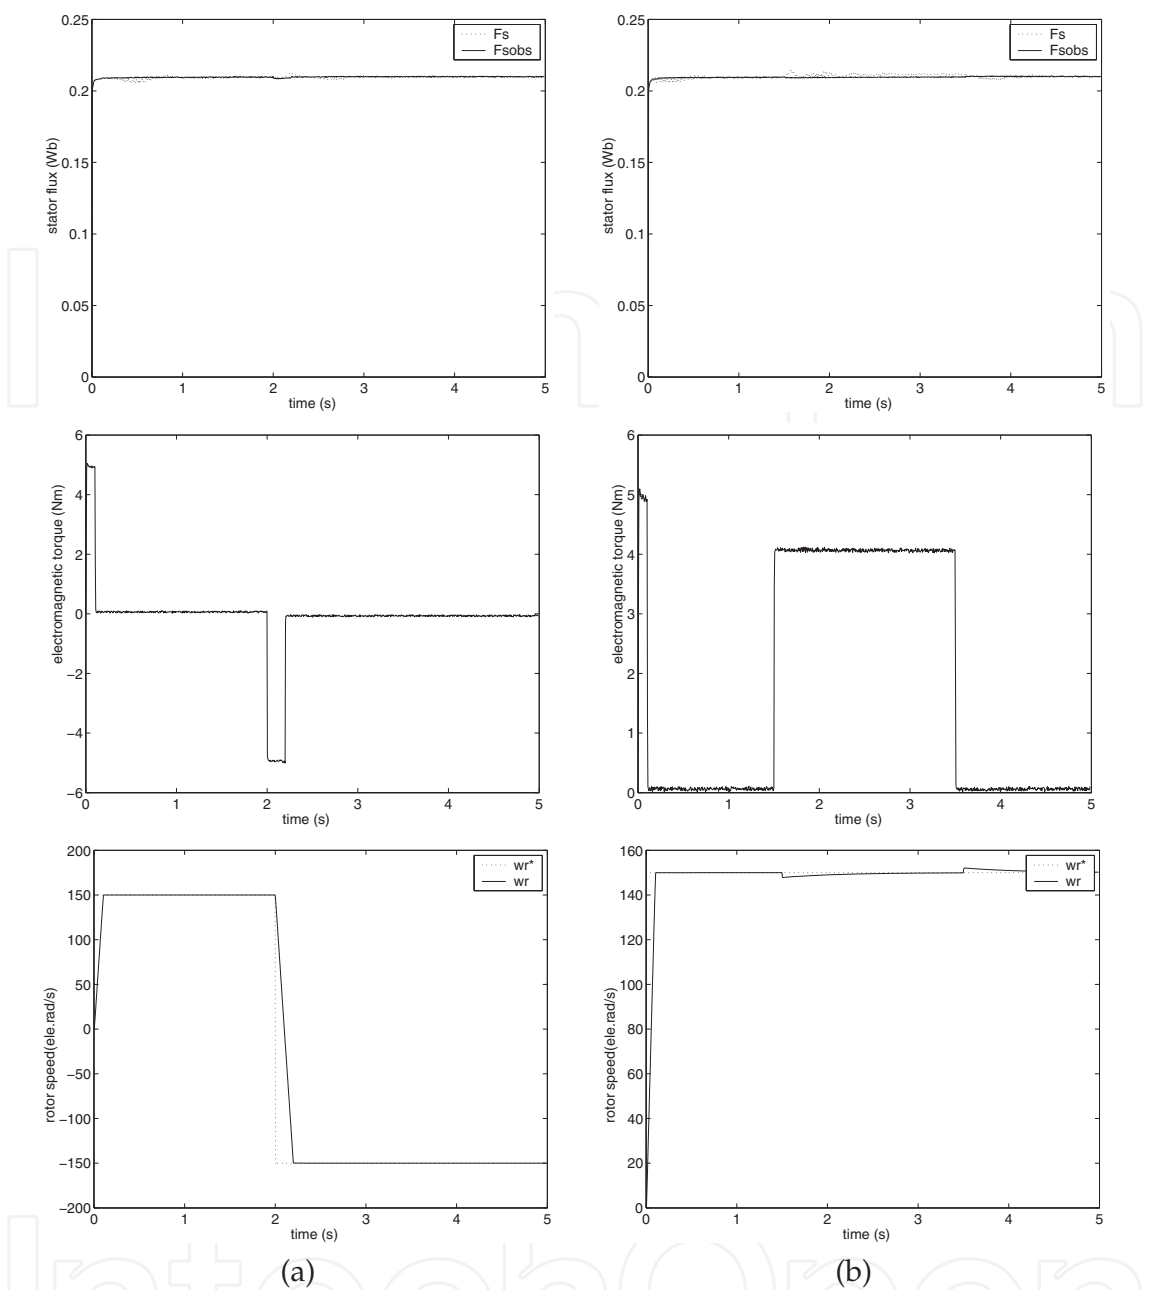 0.25
0.2
0.15
0.1
0.05
0
stator flux (Wb)
Fs
Fsobs
0 1 2 3 4 5
time (s)
0.25
0.2
0.15
0.1
0.05
0
stator flux (Wb)
Fs
Fsobs
0 1 2 3 4 5
time (s)
6
4
2
0
−2
−4
−6
electromagnetic torque (Nm)
0 1 2 3 4 5
time (s)
6
5
4
3
2
1
0
electromagnetic torque (Nm)
0 1 2 3 4 5
time (s)
200
150
100
50
0
−50
−100
−150
−200
rotor speed(ele.rad/s)
wr*
wr
0 1 2 3 4 5
time (s)
160
140
120
100
80
60
40
20
0
rotor speed(ele.rad/s)
wr*
wr
0 1 2 3 4 5
time (s)
(a)
(b)